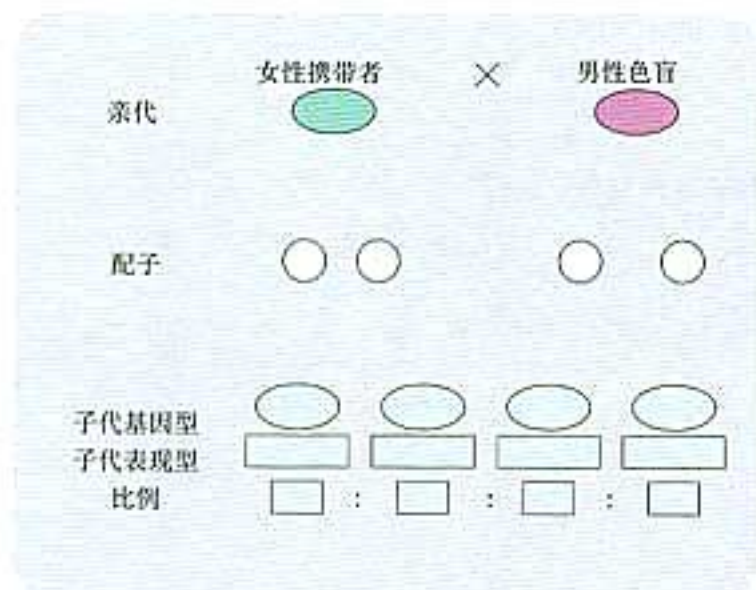 女性携带者 × 男性色盲
亲代
配子
子代基因型
子代表现型
比例 : : :